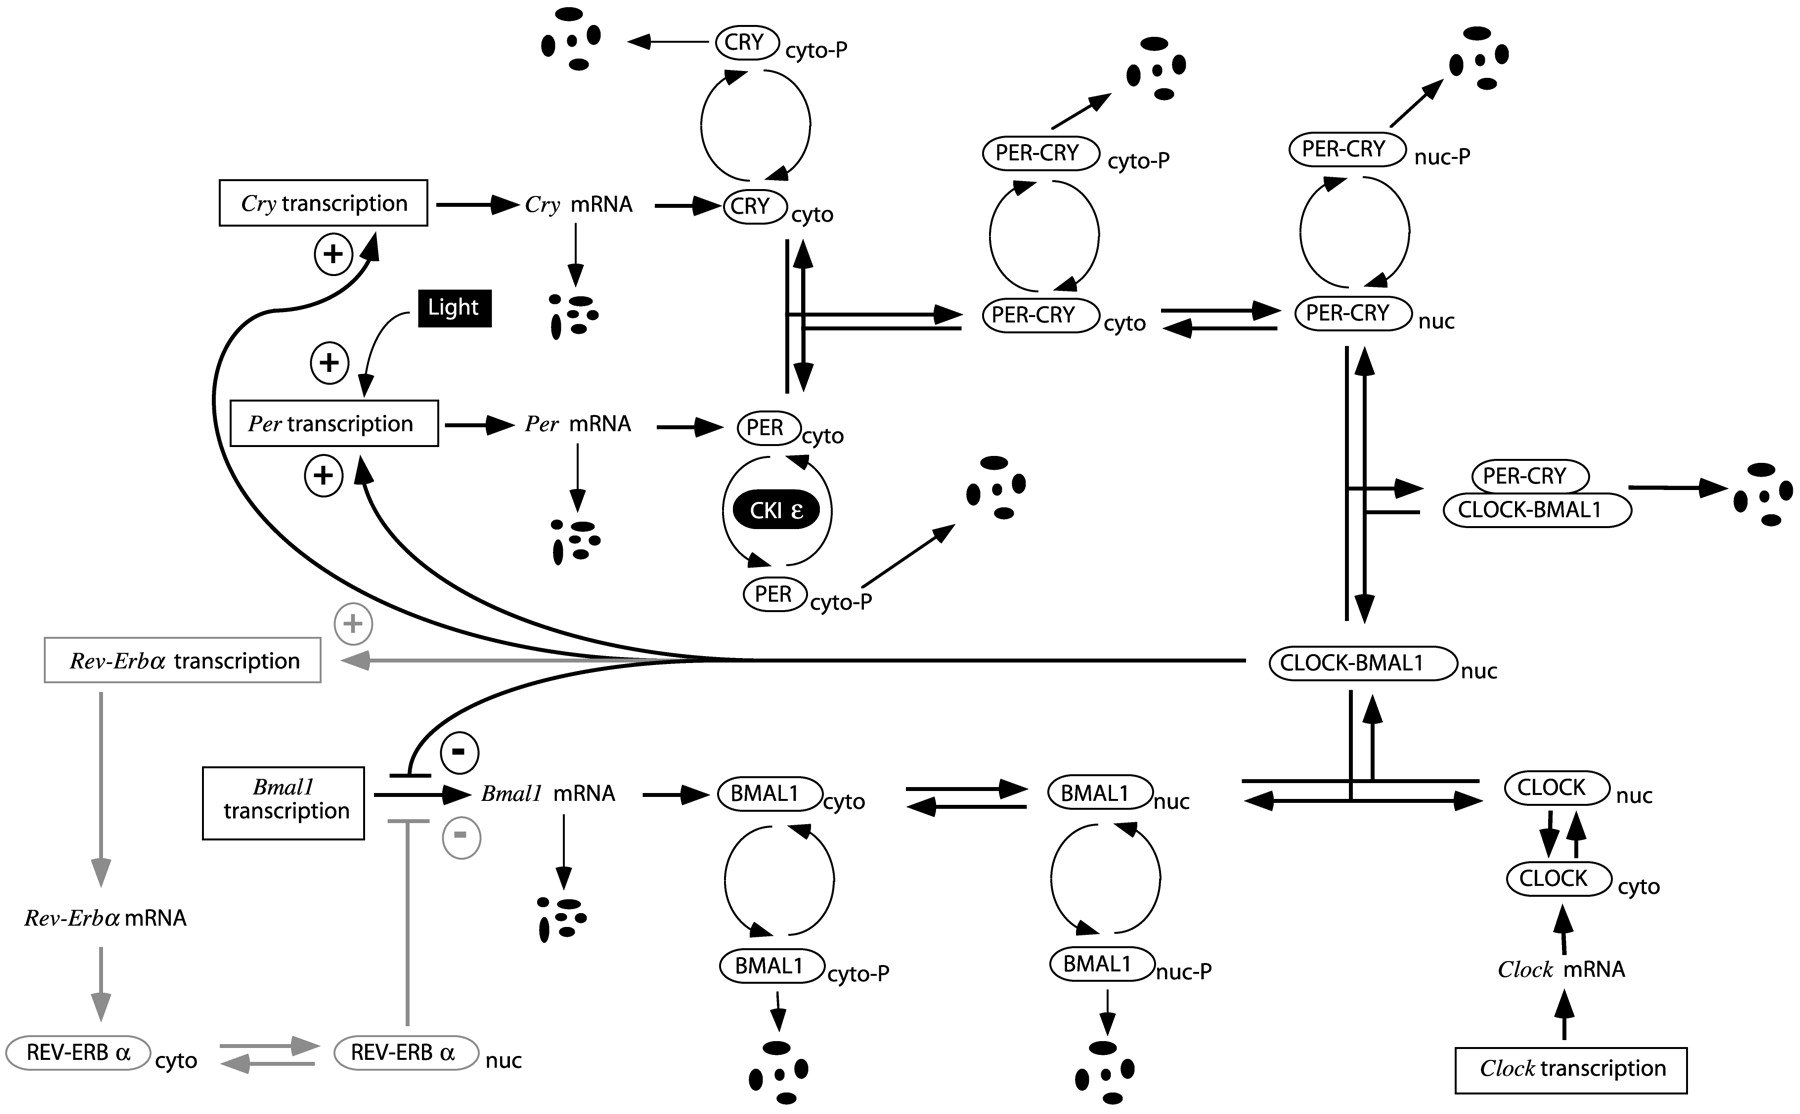 CRY cyto-P
PER-CRY cyto-P
PER-CRY nuc-P
Cry transcription
Cry mRNA
CRY cyto
+
Light
PER-CRY cyto
PER-CRY nuc
+
Per transcription
Per mRNA
PER cyto
+
CKI ε
PER-CRY
CLOCK-BMAL1
PER cyto-P
+
Rev-Erbα transcription
CLOCK-BMAL1 nuc
-
Bmal1
transcription
Bmal1 mRNA
BMAL1 cyto
BMAL1 nuc
CLOCK nuc
-
CLOCK cyto
Rev-Erbα mRNA
BMAL1 cyto-P
BMAL1 nuc-P
Clock mRNA
REV-ERB α cyto
REV-ERB α nuc
Clock transcription